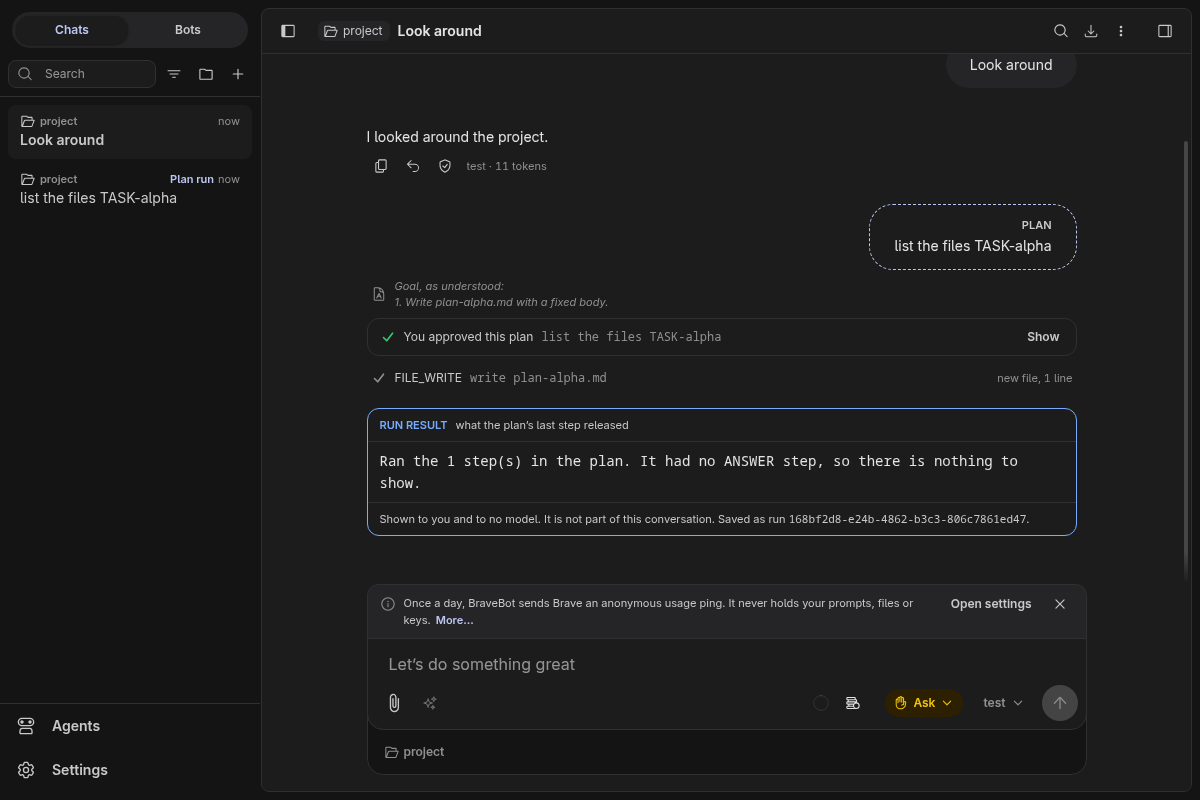 Chats
Bots
Search
project
now
Look around
project
Plan run now
list the files TASK-alpha
Agents
Settings
project
Look around
Look around
I looked around the project.
test · 11 tokens
PLAN
list the files TASK-alpha
Goal, as understood:
1. Write plan-alpha.md with a fixed body.
You approved this plan list the files TASK-alpha
Show
FILE_WRITE write plan-alpha.md
new file, 1 line
RUN RESULT what the plan's last step released
Ran the 1 step(s) in the plan. It had no ANSWER step, so there is nothing to
show.
Shown to you and to no model. It is not part of this conversation. Saved as run 168bf2d8-e24b-4862-b3c3-806c7861ed47.
Once a day, BraveBot sends Brave an anonymous usage ping. It never holds your prompts, files or
keys. More...
Open settings
Let's do something great
Ask
test
project